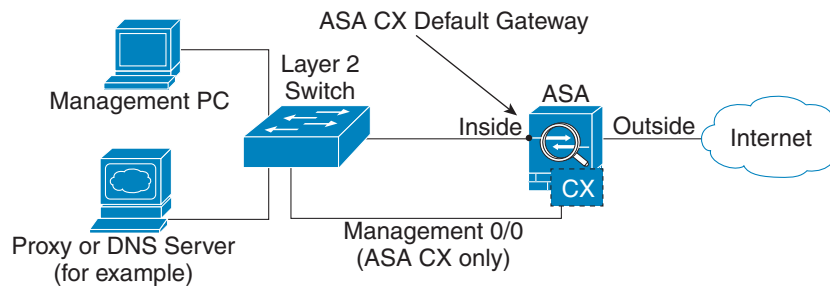 ASA CX Default Gateway
Management PC
Layer 2
Switch
Inside
ASA
Outside
Internet
CX
Proxy or DNS Server
(for example)
Management 0/0
(ASA CX only)